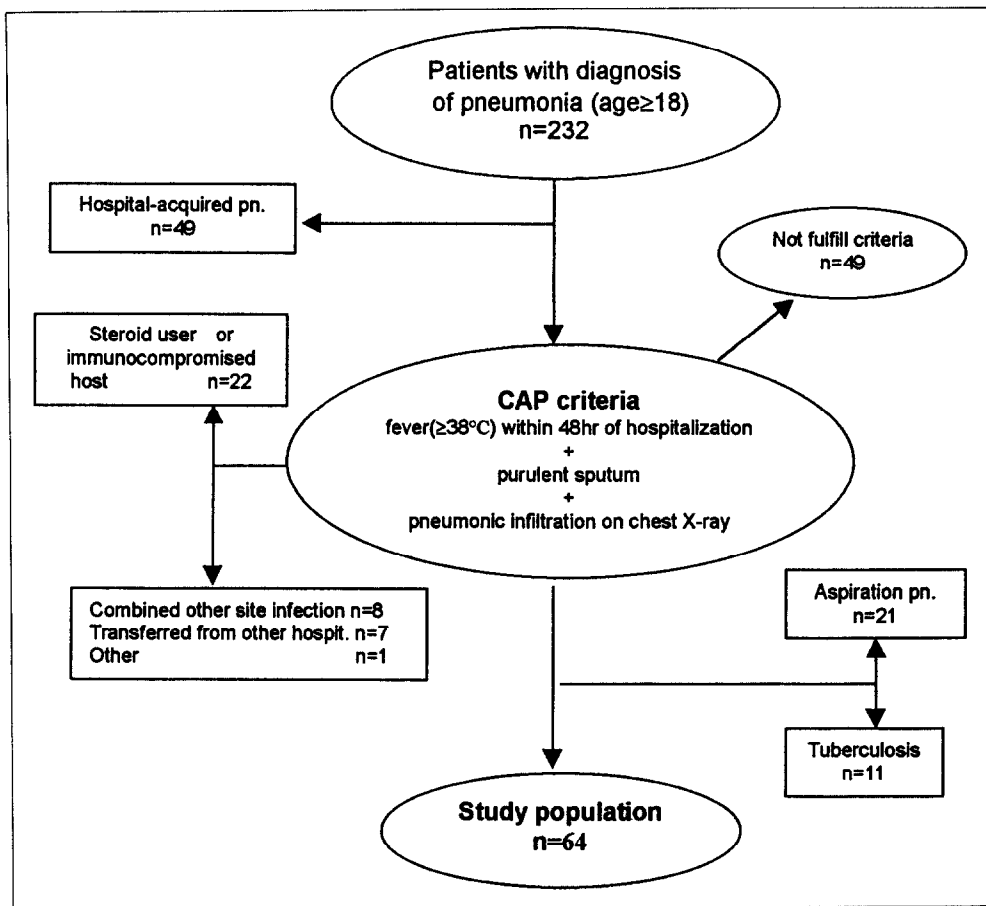 Patients with diagnosis
of pneumonia (age≥18)
n=232
Hospital-acquired pn.
n=49
Not fulfill criteria
n=49
Steroid user or
immunocompromised
host n=22
CAP criteria
fever(≥38°C) within 48hr of hospitalization
+
purulent sputum
+
pneumonic infiltration on chest X-ray
Combined other site infection n=8
Transferred from other hospit. n=7
Other n=1
Aspiration pn.
n=21
Tuberculosis
n=11
Study population
n=64